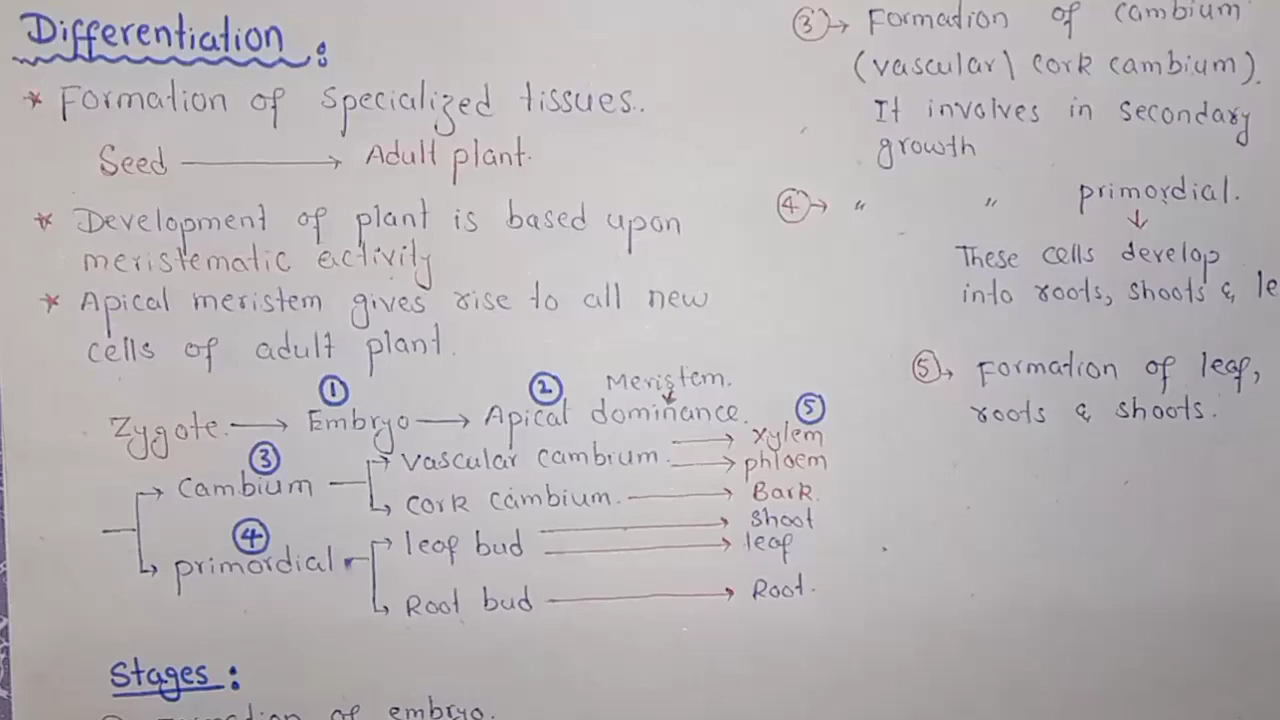 Differentiation :
* Formation of specialized tissues.
Seed → Adult plant.
* Development of plant is based upon
meristematic activity
* Apical meristem gives rise to all new
cells of adult plant.
① ② Meristem.
Zygote. → Embryo → Apical dominance. ⑤
③ Cambium → vascular cambium. → xylem
→ phloem
→ Cork cambium. → Bark.
④ primordial → leaf bud → shoot
→ leaf
→ Root bud → Root.
Stages :
Formation of embryo.
③→ Formation of cambium
(vascular\ cork cambium).
It involves in secondary
growth
④→ " " primordial.
↓
These cells develop
into roots, shoots & le
⑤→ Formation of leaf,
roots & shoots.